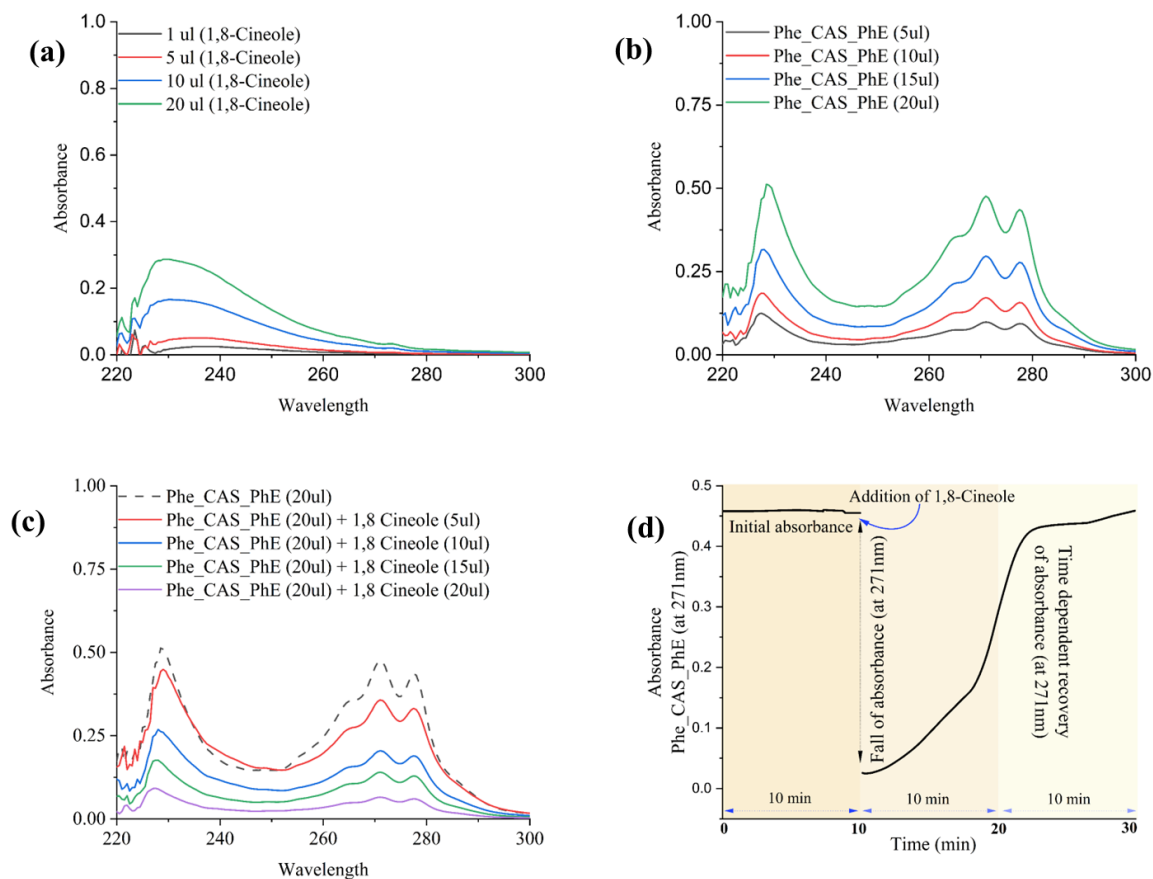 (a)
1 ul (1,8-Cineole)
5 ul (1,8-Cineole)
10 ul (1,8-Cineole)
20 ul (1,8-Cineole)
Absorbance
1.0
0.8
0.6
0.4
0.2
0.0
220
240
260
280
300
Wavelength
(b)
Phe_CAS_PhE (5ul)
Phe_CAS_PhE (10ul)
Phe_CAS_PhE (15ul)
Phe_CAS_PhE (20ul)
Absorbance
1.00
0.75
0.50
0.25
0.00
220
240
260
280
300
Wavelength
(c)
Phe_CAS_PhE (20ul)
Phe_CAS_PhE (20ul) + 1,8 Cineole (5ul)
Phe_CAS_PhE (20ul) + 1,8 Cineole (10ul)
Phe_CAS_PhE (20ul) + 1,8 Cineole (15ul)
Phe_CAS_PhE (20ul) + 1,8 Cineole (20ul)
Absorbance
1.00
0.75
0.50
0.25
0.00
220
240
260
280
300
Wavelength
(d)
Absorbance
Phe_CAS_PhE (at 271nm)
0.5
0.4
0.3
0.2
0.1
0.0
Addition of 1,8-Cineole
Initial absorbance
Fall of absorbance (at 271nm)
Time dependent recovery
of absorbance (at 271nm)
10 min
10 min
10 min
0
10
20
30
Time (min)